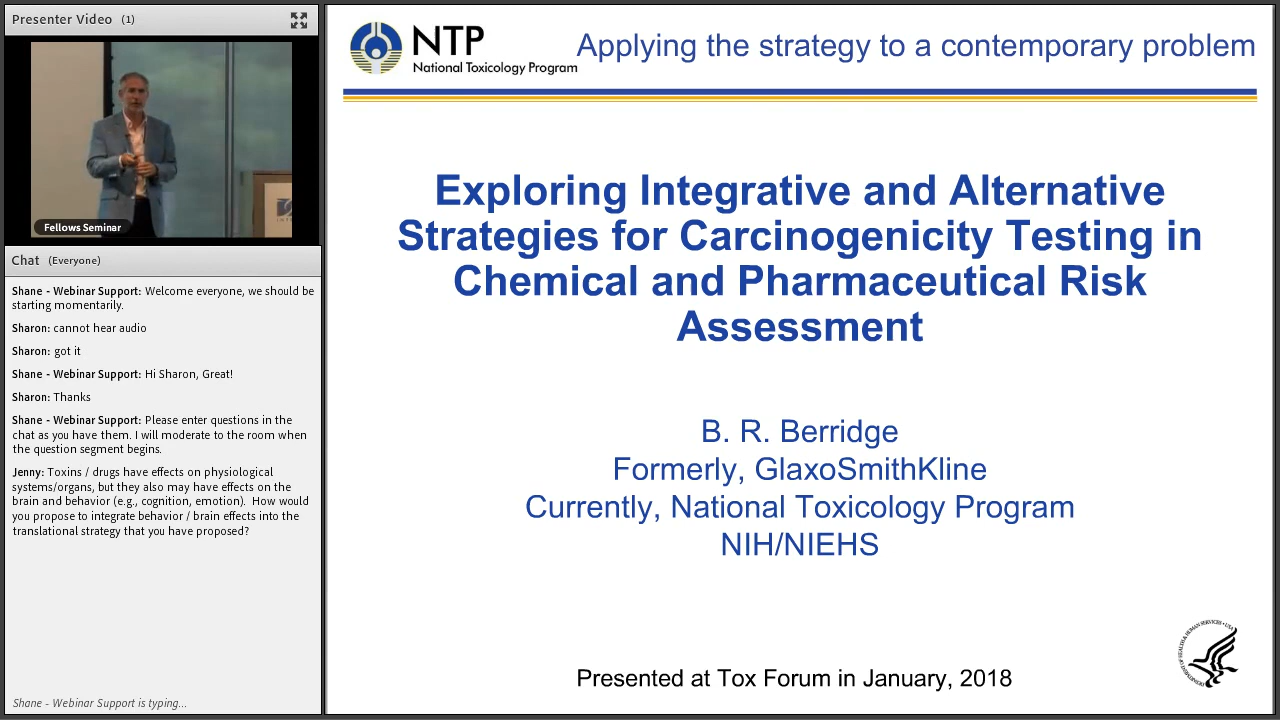 Presenter Video (1)
Fellows Seminar
Chat (Everyone)
Shane - Webinar Support: Welcome everyone, we should be
starting momentarily.
Sharon: cannot hear audio
Sharon: got it
Shane - Webinar Support: Hi Sharon, Great!
Sharon: Thanks
Shane - Webinar Support: Please enter questions in the
chat as you have them. I will moderate to the room when
the question segment begins.
Jenny: Toxins / drugs have effects on physiological
systems/organs, but they also may have effects on the
brain and behavior (e.g., cognition, emotion). How would
you propose to integrate behavior / brain effects into the
translational strategy that you have proposed?
Shane - Webinar Support is typing...
NTP
National Toxicology Program
Applying the strategy to a contemporary problem
Exploring Integrative and Alternative
Strategies for Carcinogenicity Testing in
Chemical and Pharmaceutical Risk
Assessment
B. R. Berridge
Formerly, GlaxoSmithKline
Currently, National Toxicology Program
NIH/NIEHS
Presented at Tox Forum in January, 2018
DEPARTMENT OF HEALTH & HUMAN SERVICES • USA